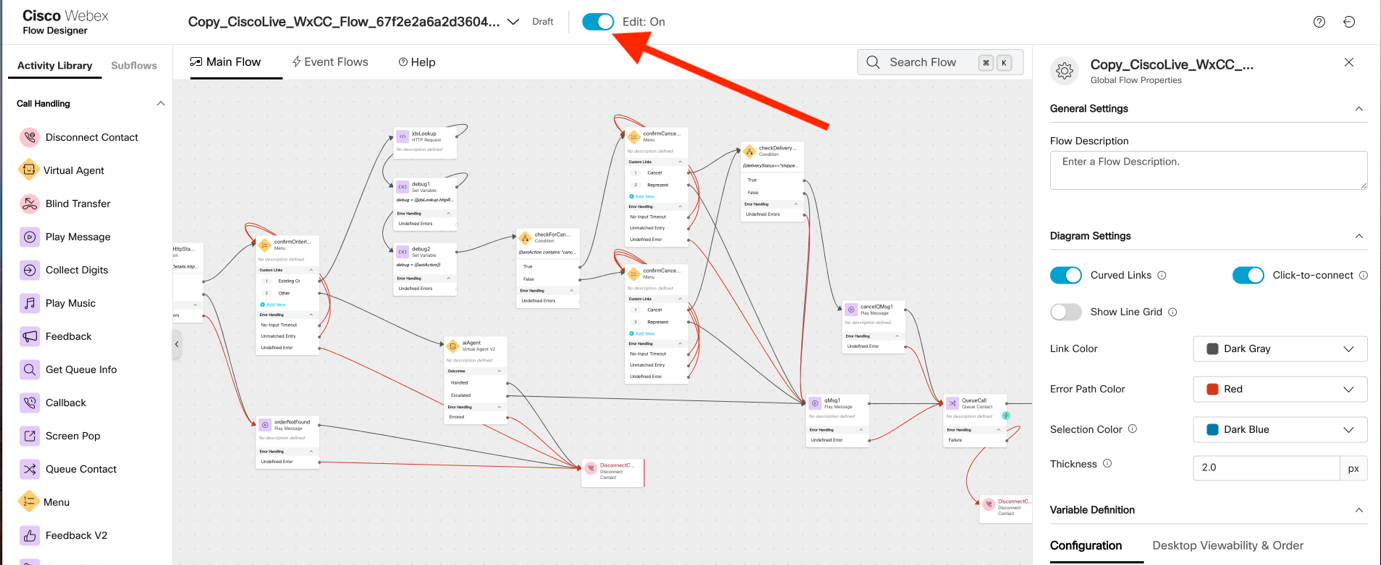 Cisco Webex
Flow Designer
Copy_CiscoLive_WxCC_Flow_67f2e2a6a2d3604...
Draft
Edit: On
Activity Library
Subflows
Main Flow
Event Flows
Help
Search Flow
⌘
K
Call Handling
Disconnect Contact
Virtual Agent
Blind Transfer
Play Message
Collect Digits
Play Music
Feedback
Get Queue Info
Callback
Screen Pop
Queue Contact
Menu
Feedback V2
HttpSta...
Details.http...
confirmOrderI...
Menu
No description defined
Custom Links
1 Existing Or
2 Other
Add New
Error Handling
No-Input Timeout
Unmatched Entry
Undefined Error
orderNotFound
Play Message
No description defined
Error Handling
Undefined Error
jdsLookup
HTTP Request
No description defined
debug1
Set Variable
Error Handling
Undefined Errors
debug2
Set Variable
debug = {{lastAction}}
Error Handling
Undefined Errors
aiAgent
Virtual Agent V2
No description defined
Outcomes
Handled
Escalated
Error Handling
Errored
checkForCan...
Condition
{{lastAction contains "canc...
True
False
Error Handling
Undefined Errors
DisconnectC...
Disconnect
Contact
confirmCance...
Menu
No description defined
Custom Links
1 Cancel
2 Represent
Add New
Error Handling
No-Input Timeout
Unmatched Entry
Undefined Error
confirmCance...
Menu
No description defined
Custom Links
1 Cancel
2 Represent
Add New
Error Handling
No-Input Timeout
Unmatched Entry
Undefined Error
checkDelivery...
Condition
{{deliveryStatus=="shippe...
True
False
Error Handling
Undefined Errors
cancelQMsg1
Play Message
No description defined
Error Handling
Undefined Error
qMsg1
Play Message
No description defined
Error Handling
Undefined Error
QueueCall
Queue Contact
No description defined
Error Handling
Failure
DisconnectC...
Disconnect
Contact
Copy_CiscoLive_WxCC_...
Global Flow Properties
General Settings
Flow Description
Enter a Flow Description.
Diagram Settings
Curved Links
Click-to-connect
Show Line Grid
Link Color
Dark Gray
Error Path Color
Red
Selection Color
Dark Blue
Thickness
2.0
px
Variable Definition
Configuration
Desktop Viewability & Order